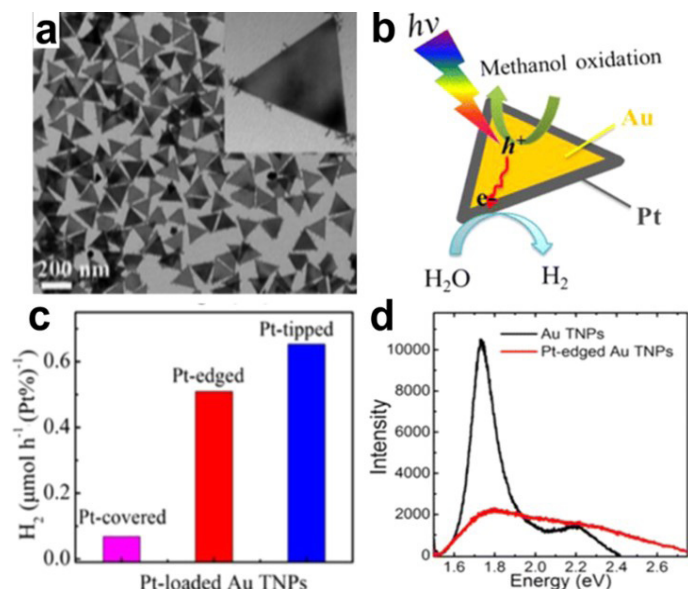 a
200 nm
b
hν
Methanol oxidation
Au
h+
e-
Pt
H₂O
H₂
c
H₂ (μmol h⁻¹ (Pt%)⁻¹)
0.6
0.4
0.2
0.0
Pt-covered
Pt-edged
Pt-tipped
Pt-loaded Au TNPs
d
Au TNPs
Pt-edged Au TNPs
Intensity
10000
8000
6000
4000
2000
0
1.6 1.8 2.0 2.2 2.4 2.6
Energy (eV)